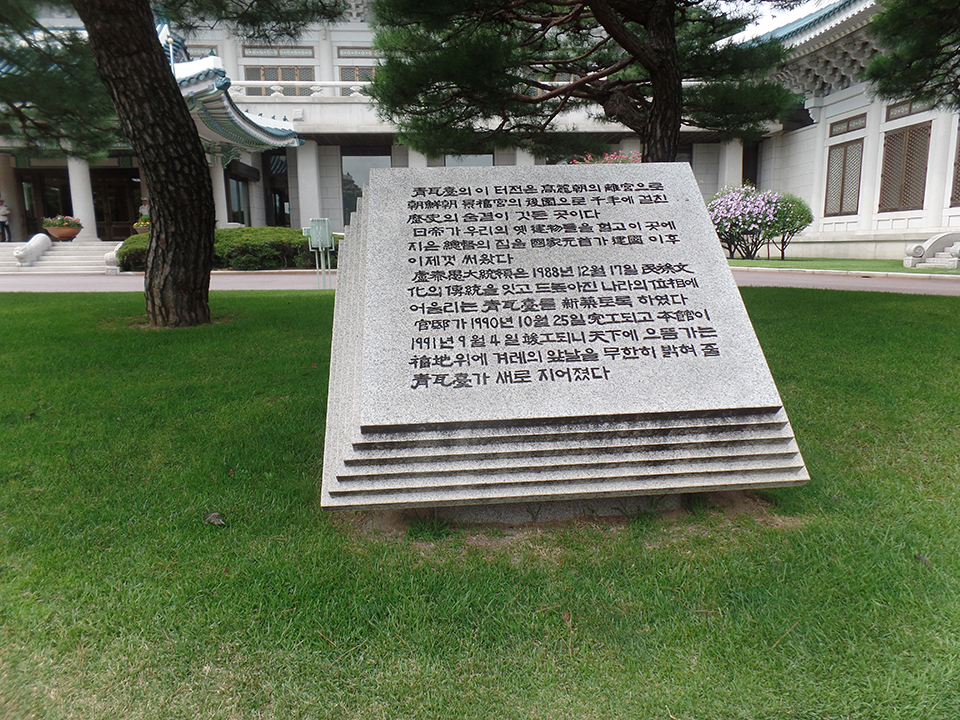 青瓦臺의 이 터전은 高麗朝의 離宮으로
朝鮮朝 景福宮의 後園으로 千年에 걸친
歷史의 숨결이 깃든 곳이다
日帝가 우리의 옛 建物들을 헐고 이 곳에
지은 總督의 집을 國家元首가 建國 이후
이제껏 써왔다
盧泰愚大統領은 1988年 12月 17일 民族文
化의 傳統을 잇고 드높아진 나라의 位相에
어울리는 青瓦臺를 新築토록 하였다
官邸가 1990年 10月 25일 完工되고 本館이
1991年 9月 4일 竣工되니 天下에 으뜸가는
福地위에 겨레의 앞날을 무한히 밝혀 줄
青瓦臺가 새로 지어졌다